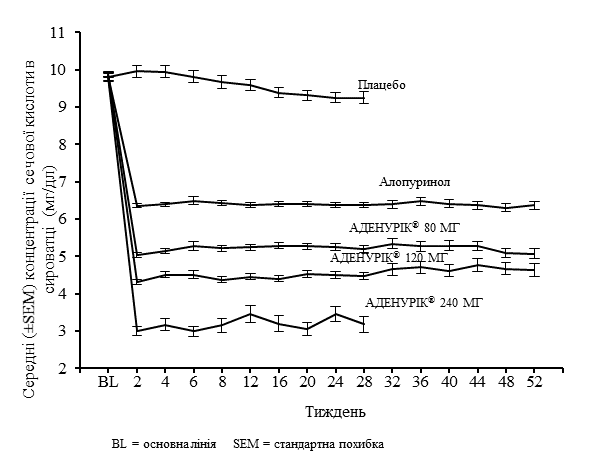 Середні (±SEM) концентрації сечової кислоти в
сироватці (мг/дл)
11
10
9
8
7
6
5
4
3
2
Плацебо
Алопуринол
АДЕНУРІК® 80 МГ
АДЕНУРІК® 120 МГ
АДЕНУРІК® 240 МГ
BL 2 4 6 8 12 16 20 24 28 32 36 40 44 48 52
Тиждень
BL = основна лінія SEM = стандартна похибка